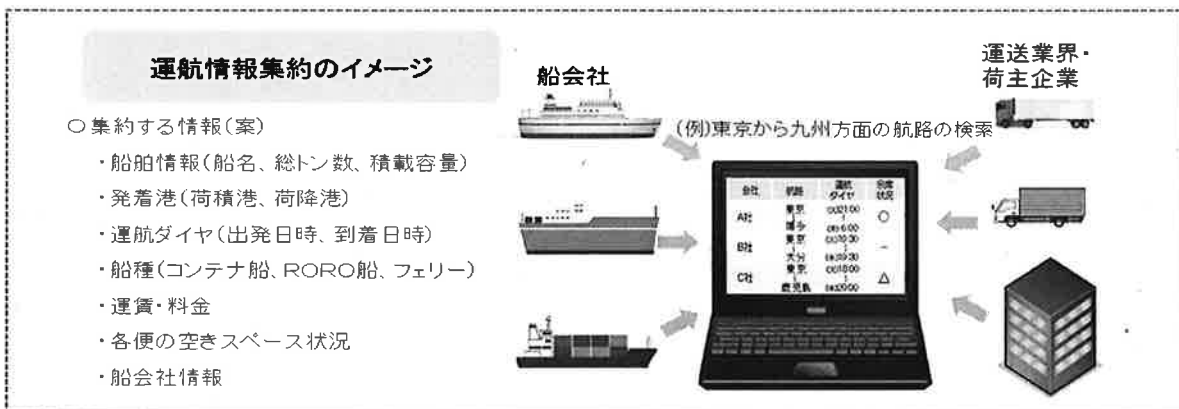 運航情報集約のイメージ
○集約する情報(案)
・船舶情報(船名、総トン数、積載容量)
・発着港(荷積港、荷降港)
・運航ダイヤ(出発日時、到着日時)
・船種(コンテナ船、RORO船、フェリー)
・運賃・料金
・各便の空きスペース状況
・船会社情報
船会社
運送業界・
荷主企業
(例)東京から九州方面の航路の検索
会社 航路 運航
ダイヤ
状況
A社 東京
博多
○
B社 東京
大分
-
C社 東京
鹿児島
△